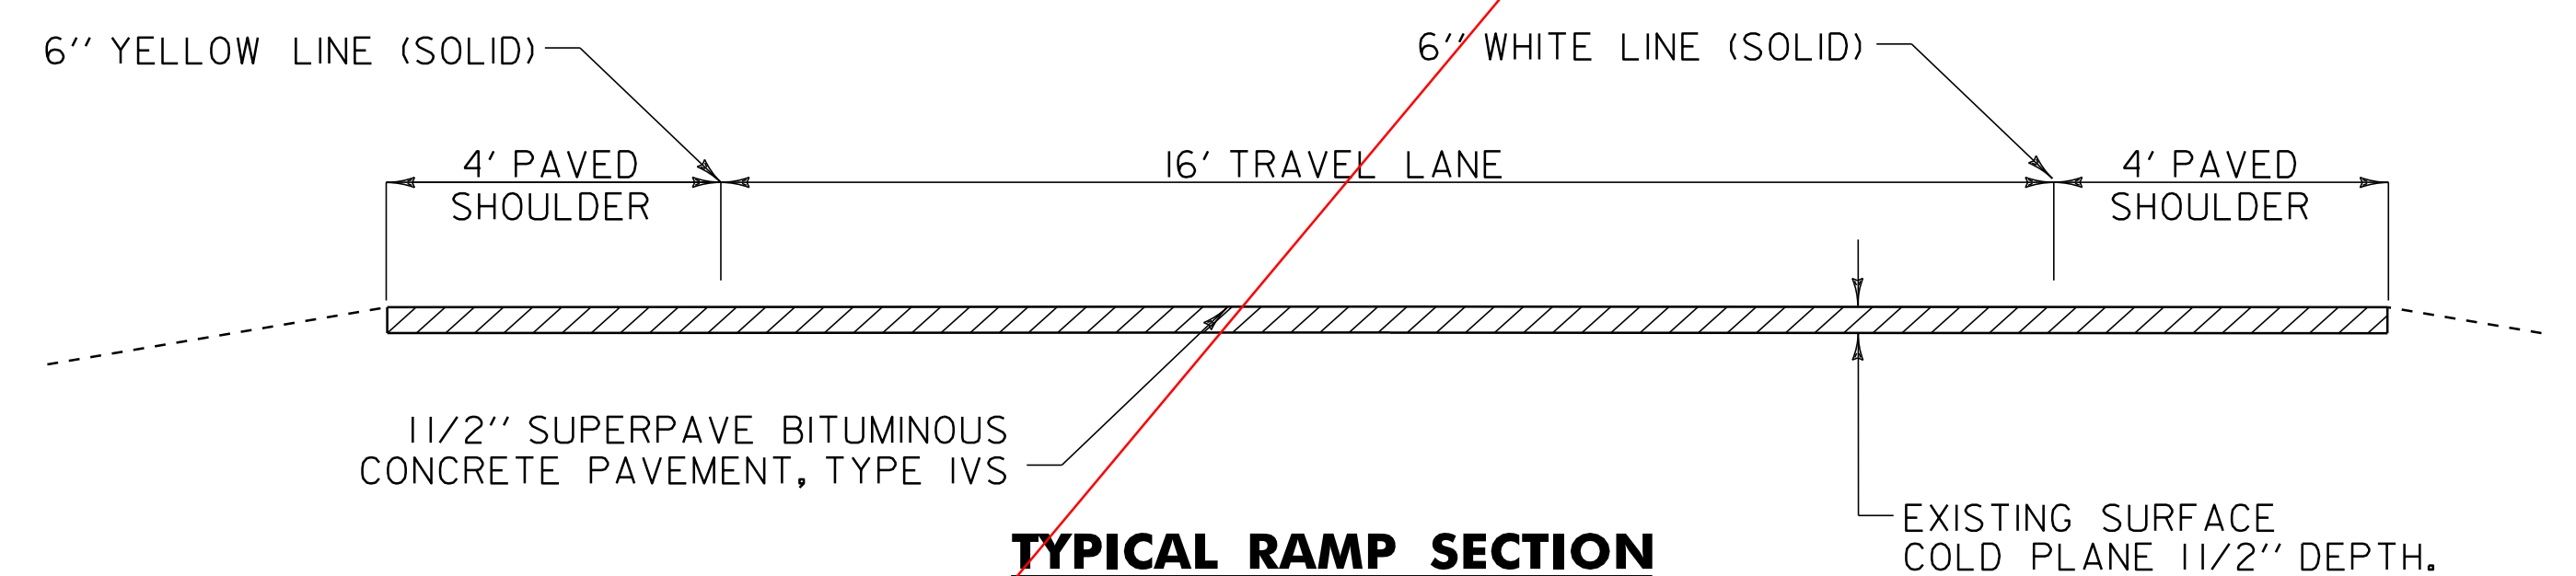 6'' YELLOW LINE (SOLID)
6'' WHITE LINE (SOLID)
4' PAVED
SHOULDER
16' TRAVEL LANE
4' PAVED
SHOULDER
11/2'' SUPERPAVE BITUMINOUS
CONCRETE PAVEMENT, TYPE IVS
EXISTING SURFACE
COLD PLANE 11/2'' DEPTH.
TYPICAL RAMP SECTION